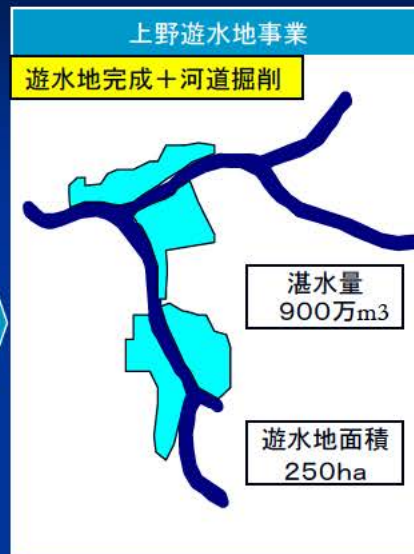 上野遊水地事業
遊水地完成＋河道掘削
湛水量
900万m3
遊水地面積
250ha